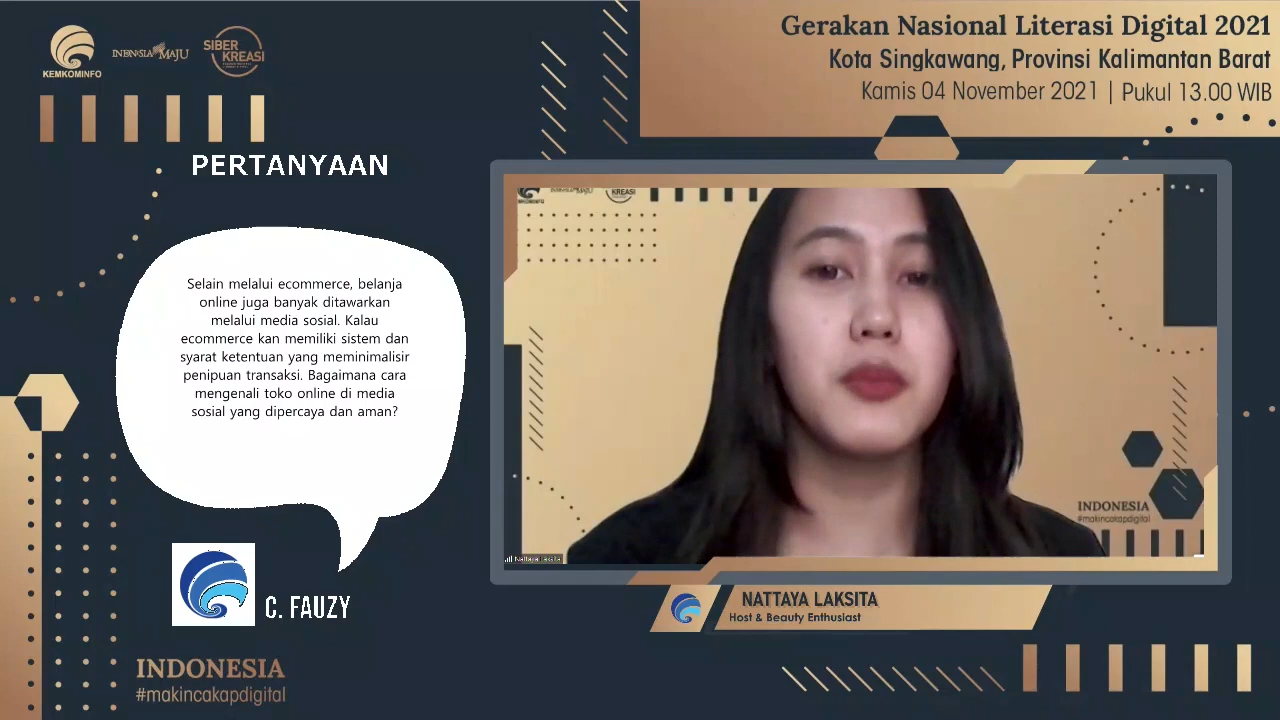 KEMKOMINFO
INDONESIA MAJU
SIBER
KREASI
Gerakan Nasional Literasi Digital 2021
Kota Singkawang, Provinsi Kalimantan Barat
Kamis 04 November 2021 | Pukul 13.00 WIB
PERTANYAAN
Selain melalui ecommerce, belanja
online juga banyak ditawarkan
melalui media sosial. Kalau
ecommerce kan memiliki sistem dan
syarat ketentuan yang meminimalisir
penipuan transaksi. Bagaimana cara
mengenali toko online di media
sosial yang dipercaya dan aman?
C. FAUZY
INDONESIA
#makincakapdigital
KREASI
INDONESIA
#makincakapdigital
Nattaya Laksita
NATTAYA LAKSITA
Host & Beauty Enthusiast